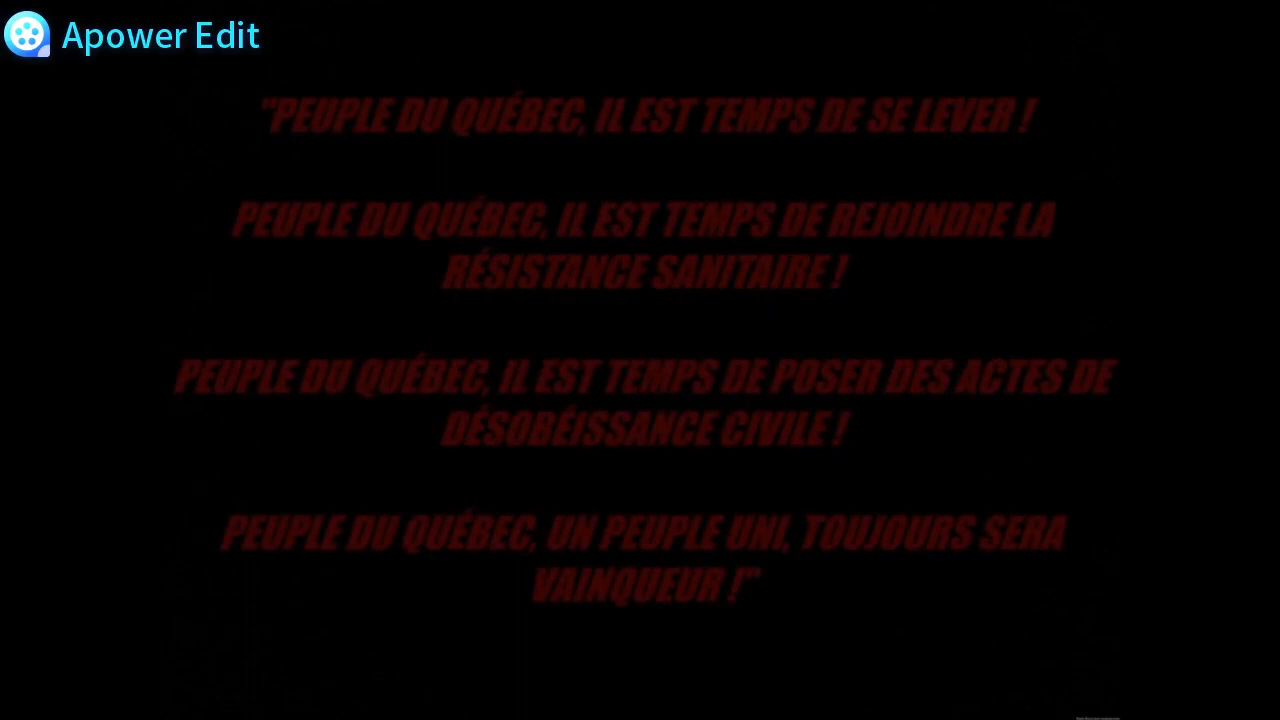 Apower Edit
"PEUPLE DU QUÉBEC, IL EST TEMPS DE SE LEVER !
PEUPLE DU QUÉBEC, IL EST TEMPS DE REJOINDRE LA
RÉSISTANCE SANITAIRE !
PEUPLE DU QUÉBEC, IL EST TEMPS DE POSER DES ACTES DE
DÉSOBÉISSANCE CIVILE !
PEUPLE DU QUÉBEC, UN PEUPLE UNI, TOUJOURS SERA
VAINQUEUR !"